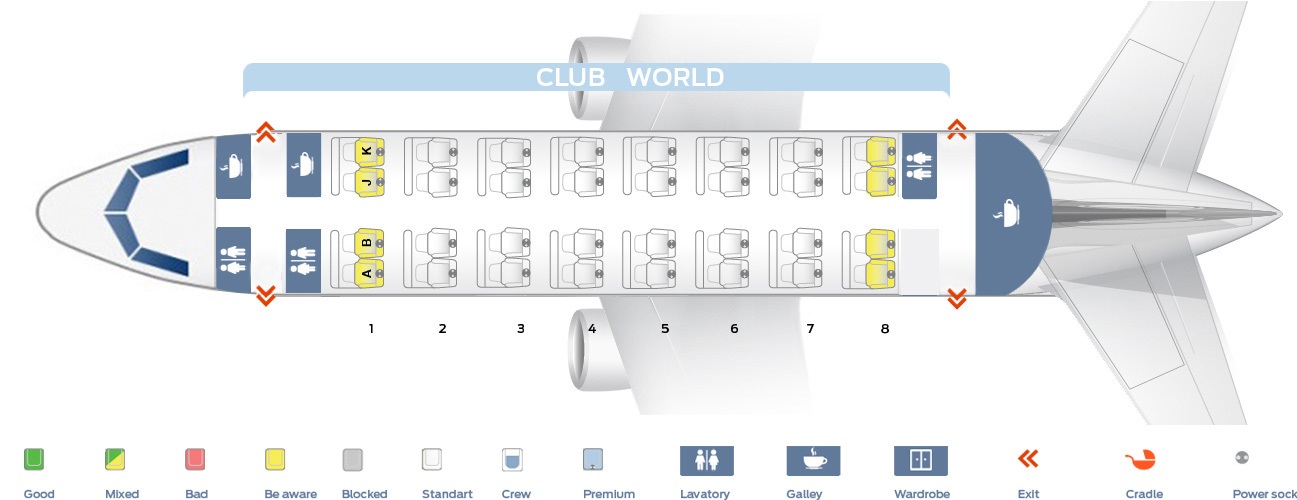 CLUB WORLD
K
J
B
A
1 2 3 4 5 6 7 8
Good Mixed Bad Be aware Blocked Standart Crew Premium Lavatory Galley Wardrobe Exit Cradle Power sock